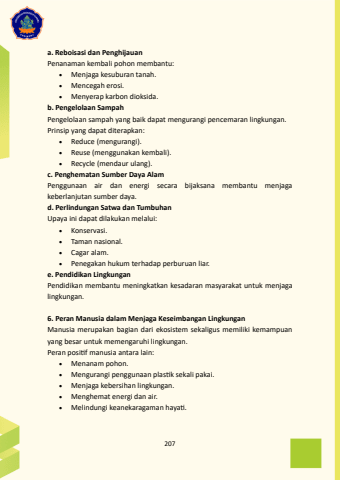 a. Reboisasi dan Penghijauan
Penanaman kembali pohon membantu:
• Menjaga kesuburan tanah.
• Mencegah erosi.
• Menyerap karbon dioksida.
b. Pengelolaan Sampah
Pengelolaan sampah yang baik dapat mengurangi pencemaran lingkungan.
Prinsip yang dapat diterapkan:
• Reduce (mengurangi).
• Reuse (menggunakan kembali).
• Recycle (mendaur ulang).
c. Penghematan Sumber Daya Alam
Penggunaan air dan energi secara bijaksana membantu menjaga
keberlanjutan sumber daya.
d. Perlindungan Satwa dan Tumbuhan
Upaya ini dapat dilakukan melalui:
• Konservasi.
• Taman nasional.
• Cagar alam.
• Penegakan hukum terhadap perburuan liar.
e. Pendidikan Lingkungan
Pendidikan membantu meningkatkan kesadaran masyarakat untuk menjaga
lingkungan.
6. Peran Manusia dalam Menjaga Keseimbangan Lingkungan
Manusia merupakan bagian dari ekosistem sekaligus memiliki kemampuan
yang besar untuk memengaruhi lingkungan.
Peran positif manusia antara lain:
• Menanam pohon.
• Mengurangi penggunaan plastik sekali pakai.
• Menjaga kebersihan lingkungan.
• Menghemat energi dan air.
• Melindungi keanekaragaman hayati.
207